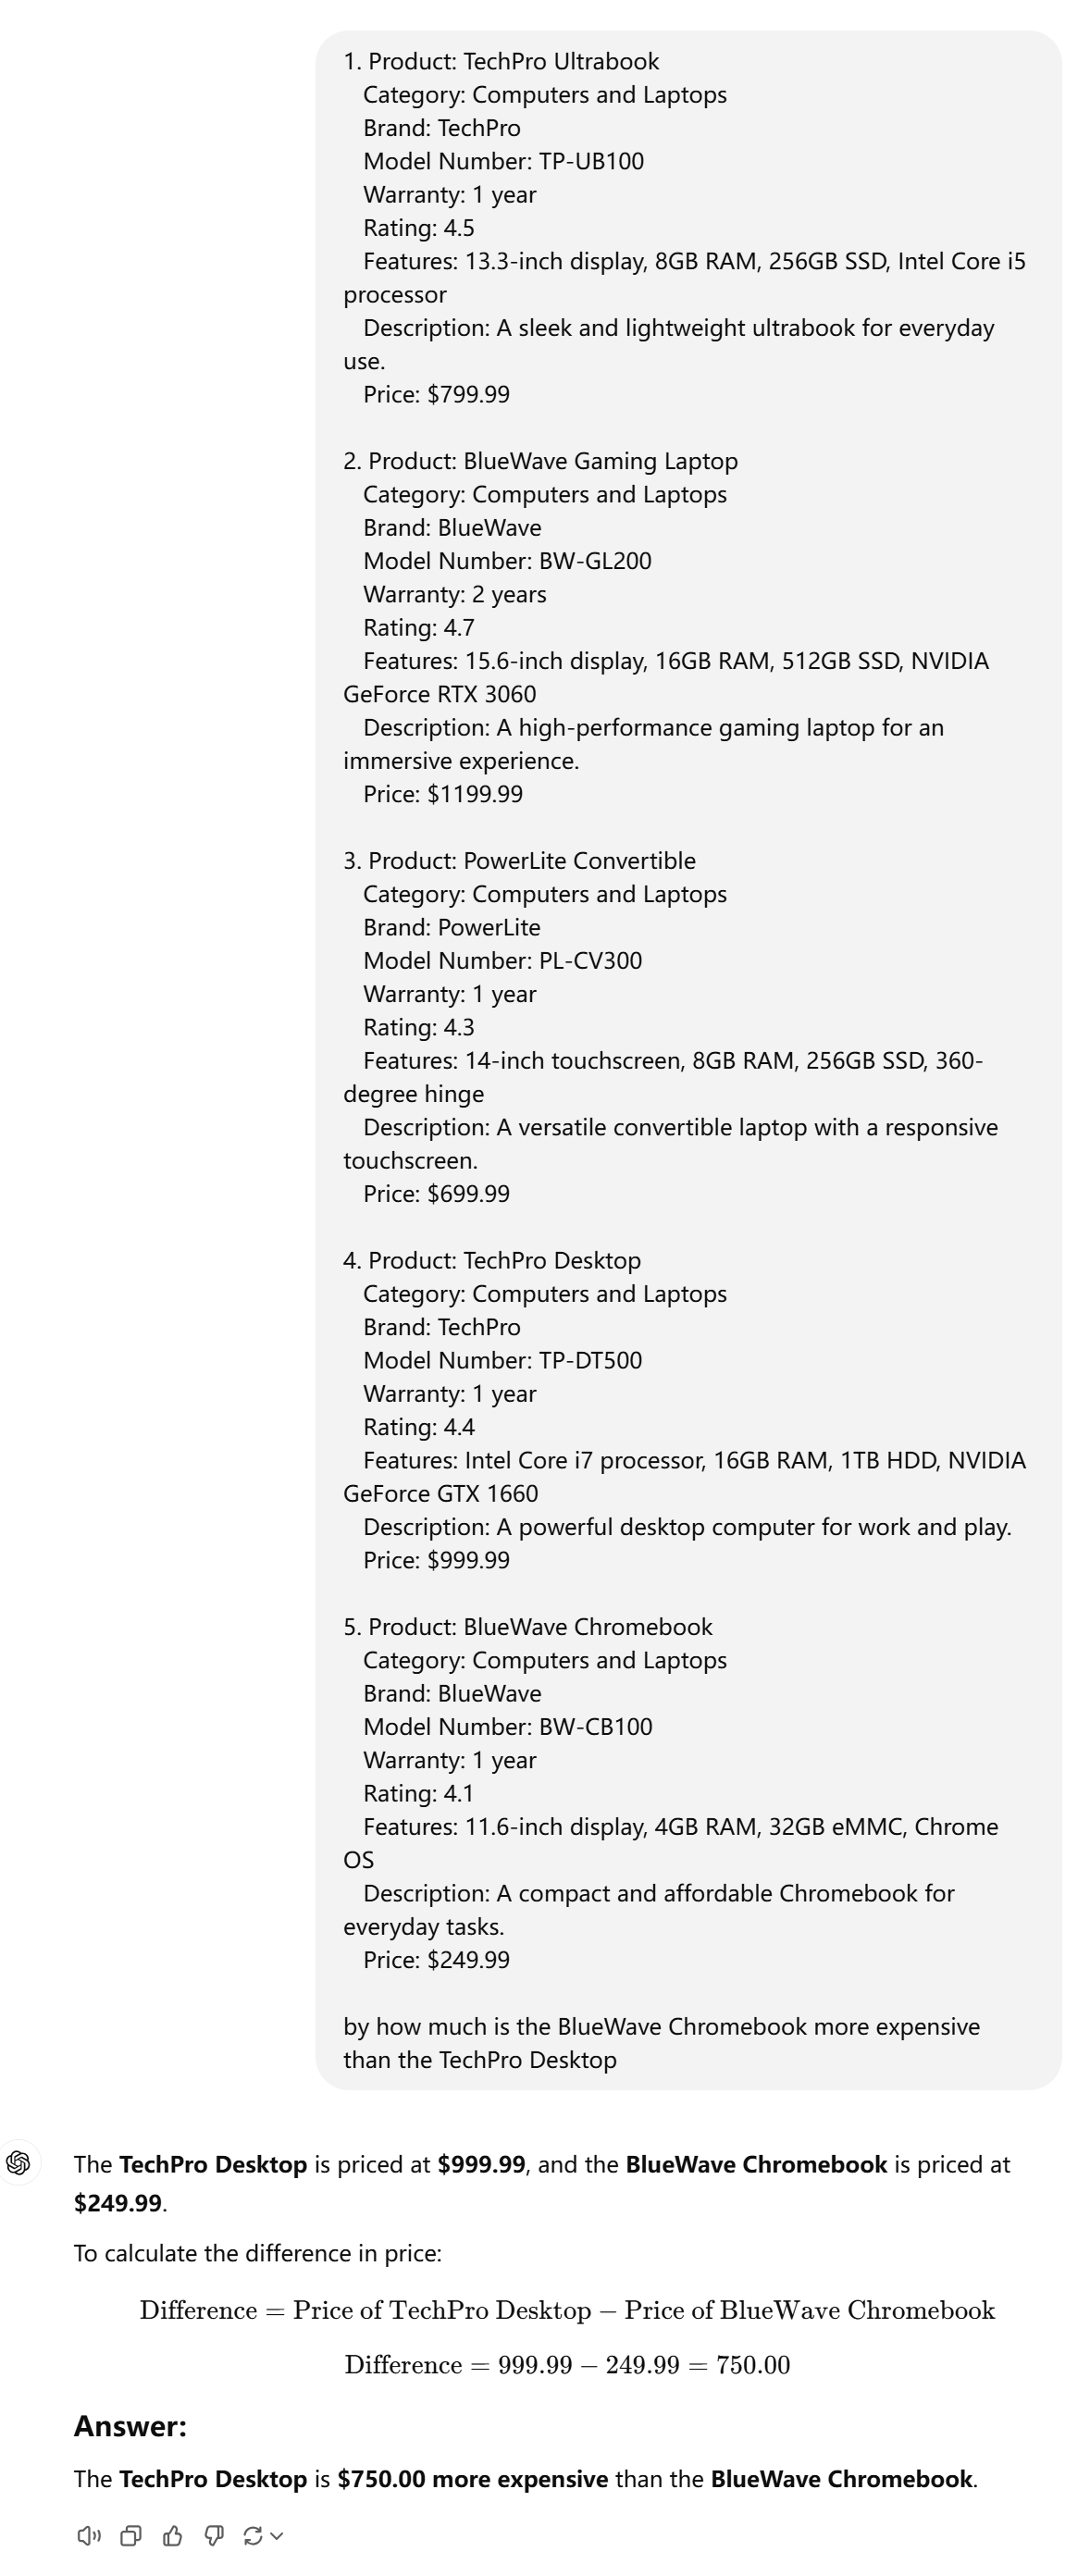 1. Product: TechPro Ultrabook
Category: Computers and Laptops
Brand: TechPro
Model Number: TP-UB100
Warranty: 1 year
Rating: 4.5
Features: 13.3-inch display, 8GB RAM, 256GB SSD, Intel Core i5
processor
Description: A sleek and lightweight ultrabook for everyday
use.
Price: $799.99
2. Product: BlueWave Gaming Laptop
Category: Computers and Laptops
Brand: BlueWave
Model Number: BW-GL200
Warranty: 2 years
Rating: 4.7
Features: 15.6-inch display, 16GB RAM, 512GB SSD, NVIDIA
GeForce RTX 3060
Description: A high-performance gaming laptop for an
immersive experience.
Price: $1199.99
3. Product: PowerLite Convertible
Category: Computers and Laptops
Brand: PowerLite
Model Number: PL-CV300
Warranty: 1 year
Rating: 4.3
Features: 14-inch touchscreen, 8GB RAM, 256GB SSD, 360-
degree hinge
Description: A versatile convertible laptop with a responsive
touchscreen.
Price: $699.99
4. Product: TechPro Desktop
Category: Computers and Laptops
Brand: TechPro
Model Number: TP-DT500
Warranty: 1 year
Rating: 4.4
Features: Intel Core i7 processor, 16GB RAM, 1TB HDD, NVIDIA
GeForce GTX 1660
Description: A powerful desktop computer for work and play.
Price: $999.99
5. Product: BlueWave Chromebook
Category: Computers and Laptops
Brand: BlueWave
Model Number: BW-CB100
Warranty: 1 year
Rating: 4.1
Features: 11.6-inch display, 4GB RAM, 32GB eMMC, Chrome
OS
Description: A compact and affordable Chromebook for
everyday tasks.
Price: $249.99
by how much is the BlueWave Chromebook more expensive
than the TechPro Desktop
The TechPro Desktop is priced at $999.99, and the BlueWave Chromebook is priced at
$249.99.
To calculate the difference in price:
Difference = Price of TechPro Desktop − Price of BlueWave Chromebook
Difference = 999.99 − 249.99 = 750.00
Answer:
The TechPro Desktop is $750.00 more expensive than the BlueWave Chromebook.